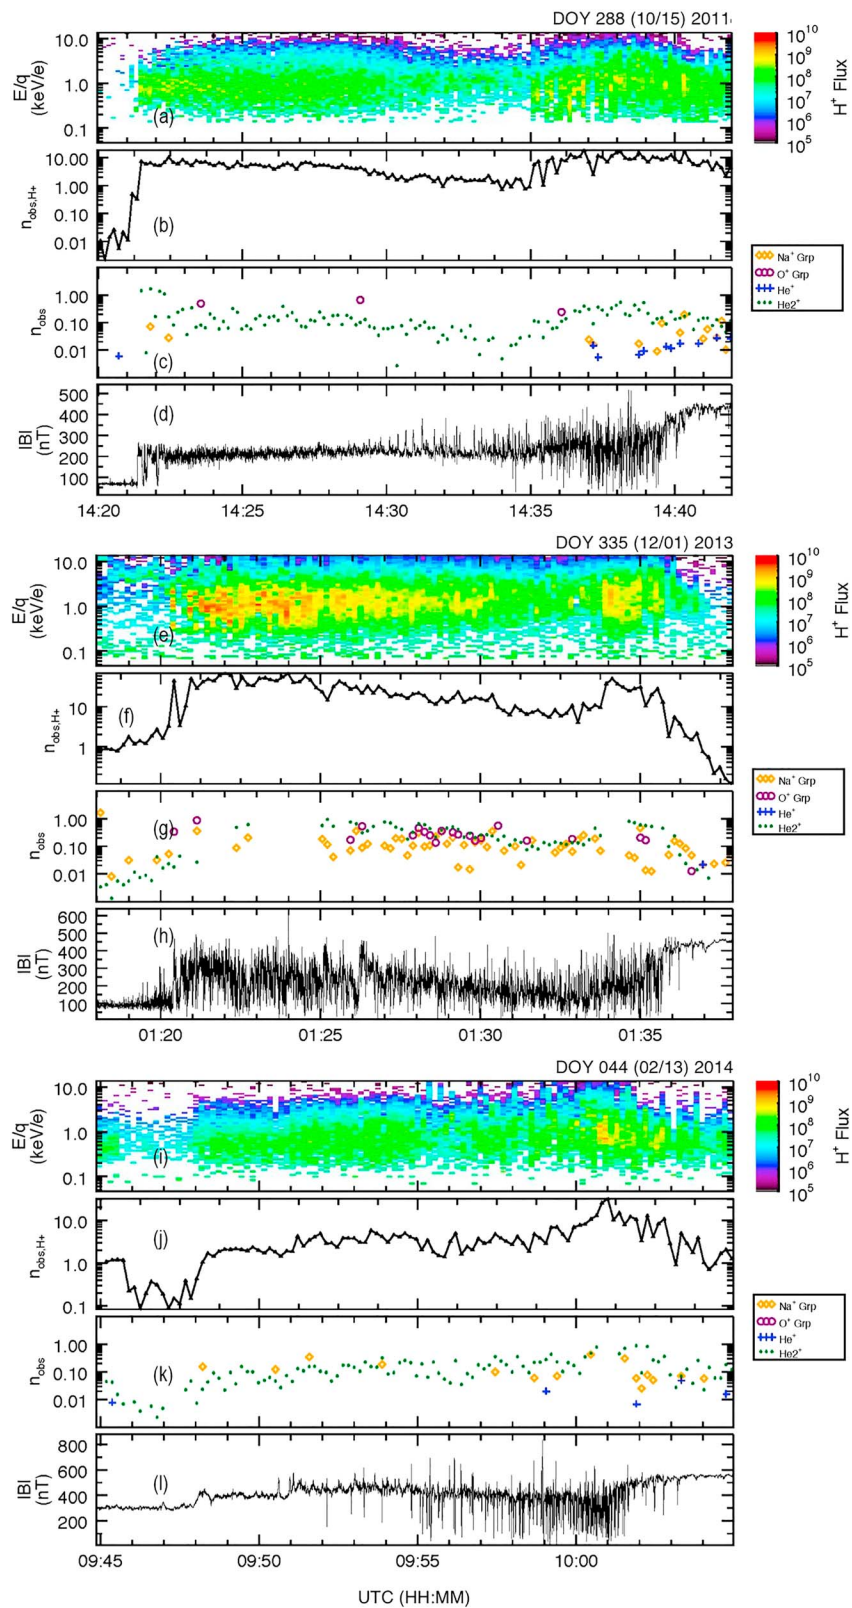 DOY 288 (10/15) 2011
10.0
1.0
0.1
E/q
(keV/e)
(a)
10^10
10^9
10^8
10^7
10^6
10^5
H+ Flux
10.00
1.00
0.10
0.01
n_obs,H+
(b)
1.00
0.10
0.01
n_obs
(c)
Na+ Grp
O+ Grp
He+
He2+
500
400
300
200
100
|B|
(nT)
(d)
14:20
14:25
14:30
14:35
14:40
DOY 335 (12/01) 2013
10.0
1.0
0.1
E/q
(keV/e)
(e)
10^10
10^9
10^8
10^7
10^6
10^5
H+ Flux
10
1
n_obs,H+
(f)
1.00
0.10
0.01
n_obs
(g)
Na+ Grp
O+ Grp
He+
He2+
600
500
400
300
200
100
|B|
(nT)
(h)
01:20
01:25
01:30
01:35
DOY 044 (02/13) 2014
10.0
1.0
0.1
E/q
(keV/e)
(i)
10^10
10^9
10^8
10^7
10^6
10^5
H+ Flux
10.0
1.0
0.1
n_obs,H+
(j)
1.00
0.10
0.01
n_obs
(k)
Na+ Grp
O+ Grp
He+
He2+
800
600
400
200
|B|
(nT)
(l)
09:45
09:50
09:55
10:00
UTC (HH:MM)